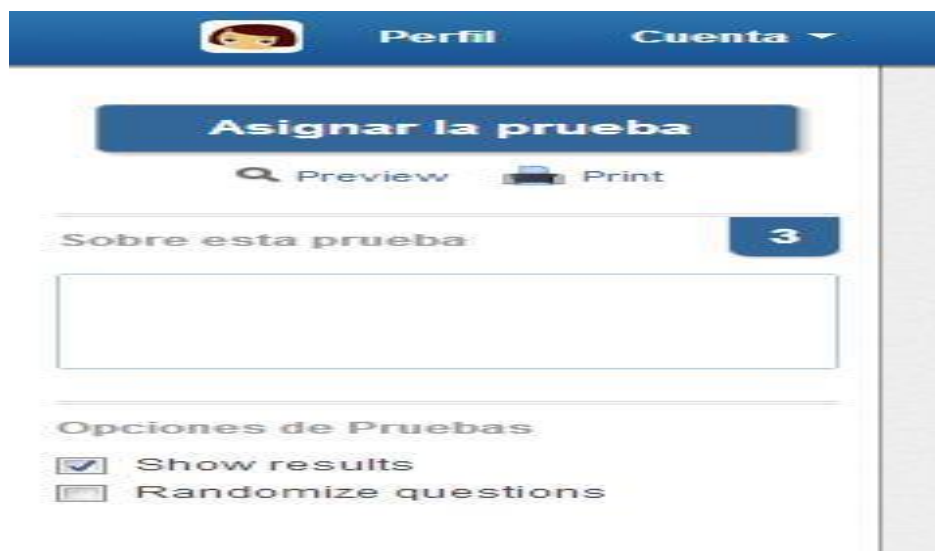 Perfil Cuenta
Asignar la prueba
Preview Print
Sobre esta prueba 3
Opciones de Pruebas
Show results
Randomize questions